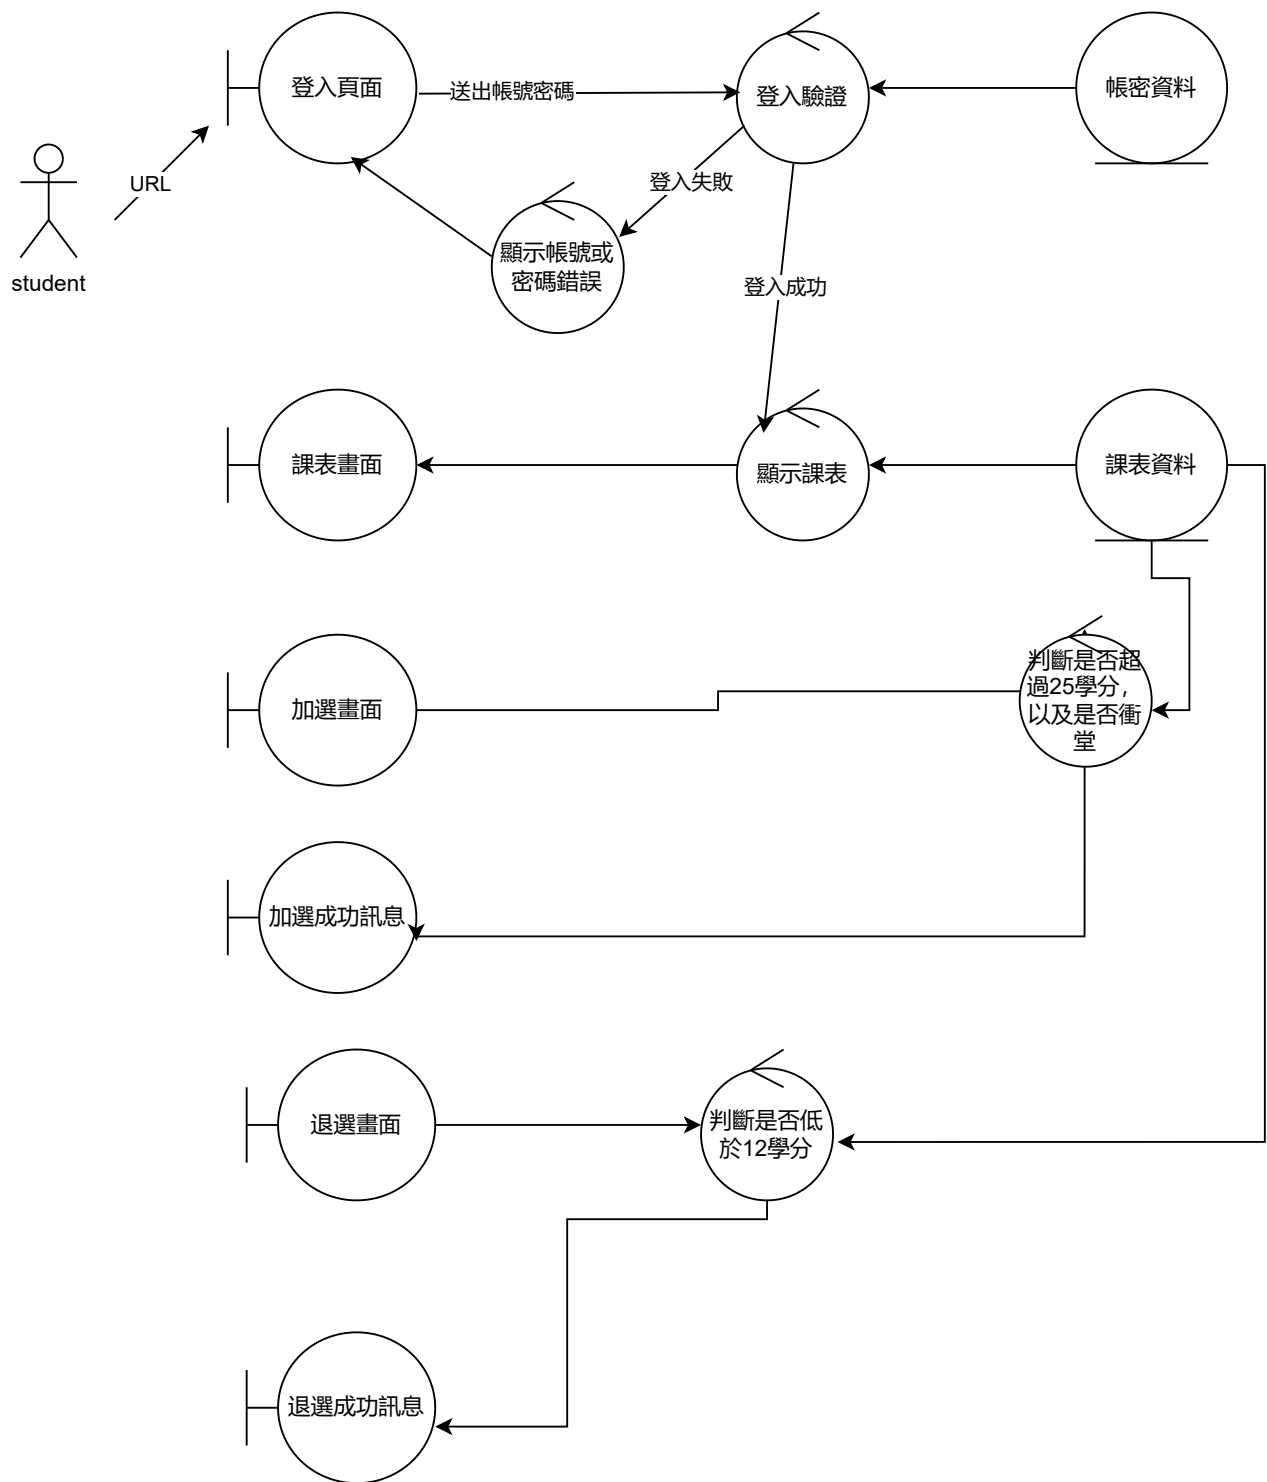 登入頁面
送出帳號密碼
登入驗證
帳密資料
URL
student
登入失敗
顯示帳號或
密碼錯誤
登入成功
課表畫面
顯示課表
課表資料
加選畫面
判斷是否超
過25學分，
以及是否衝
堂
加選成功訊息
退選畫面
判斷是否低
於12學分
退選成功訊息